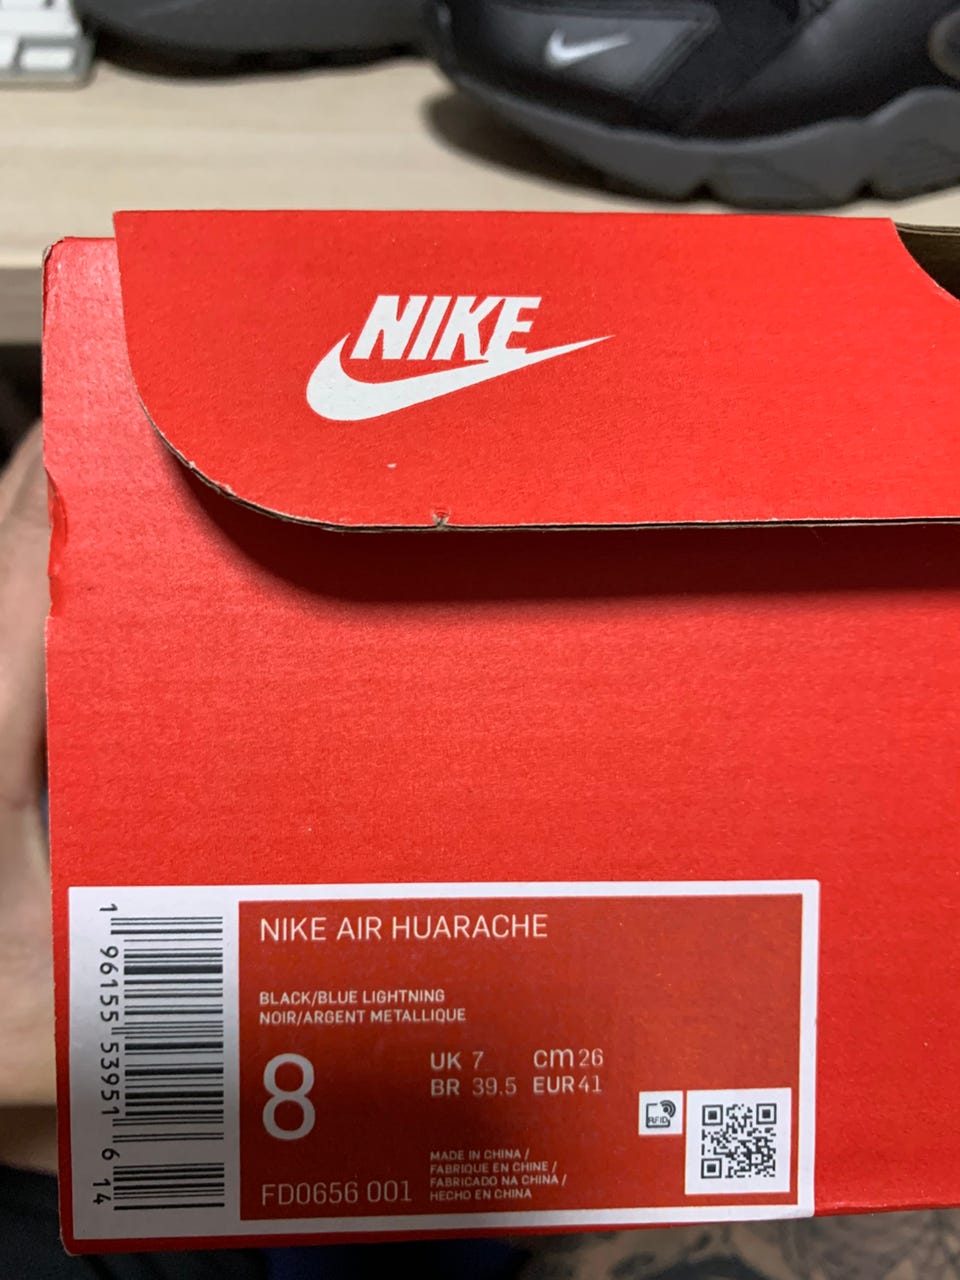 NIKE
NIKE AIR HUARACHE
BLACK/BLUE LIGHTNING
NOIR/ARGENT METALLIQUE
8
UK 7 cm 26
BR 39.5 EUR 41
MADE IN CHINA /
FABRIQUE EN CHINE /
FABRICADO NA CHINA /
HECHO EN CHINA
FD0656 001
RFID
1 96155 53951 6 14